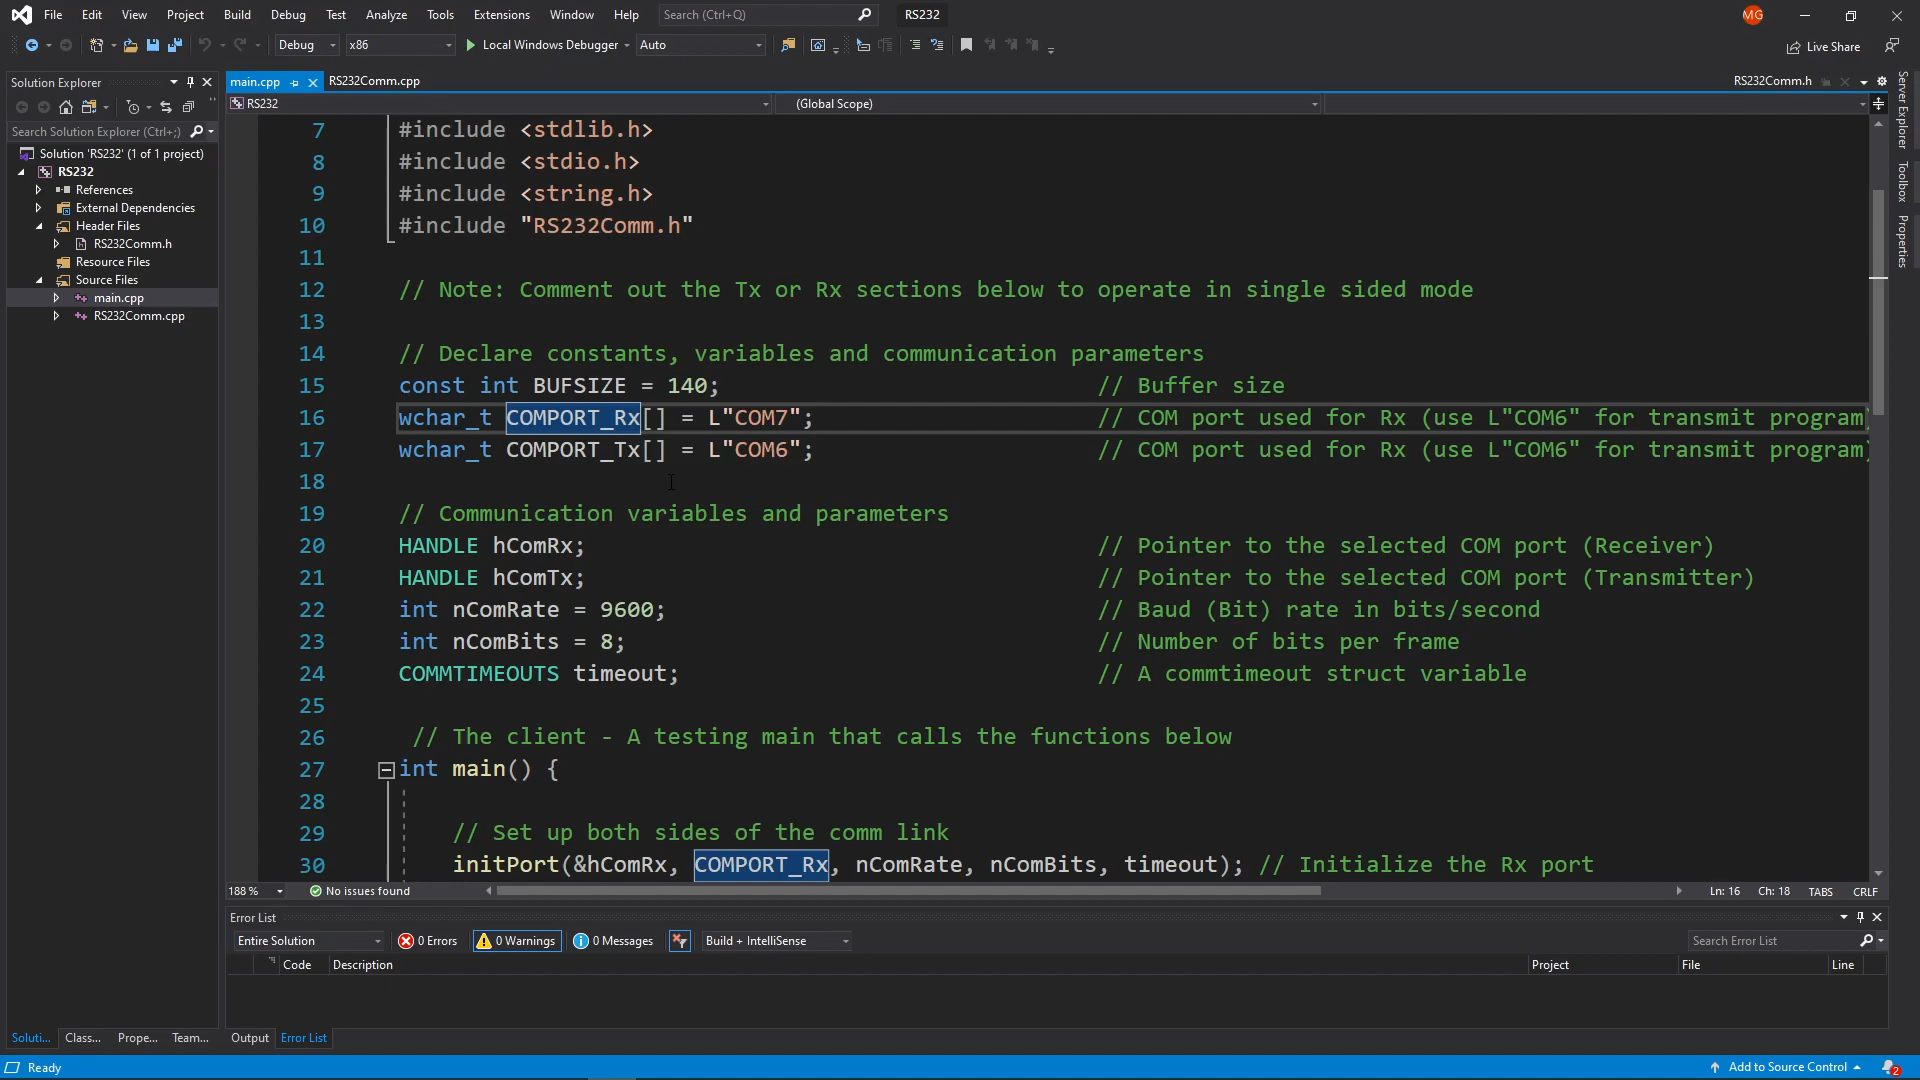 File Edit View Project Build Debug Test Analyze Tools Extensions Window Help Search (Ctrl+Q) RS232 MG
Debug x86 Local Windows Debugger Auto Live Share
Solution Explorer
main.cpp RS232Comm.cpp RS232Comm.h
RS232 (Global Scope)
Search Solution Explorer (Ctrl+;)
Solution 'RS232' (1 of 1 project)
RS232
References
External Dependencies
Header Files
RS232Comm.h
Resource Files
Source Files
main.cpp
RS232Comm.cpp
7 #include <stdlib.h>
8 #include <stdio.h>
9 #include <string.h>
10 #include "RS232Comm.h"
11
12 // Note: Comment out the Tx or Rx sections below to operate in single sided mode
13
14 // Declare constants, variables and communication parameters
15 const int BUFSIZE = 140; // Buffer size
16 wchar_t COMPORT_Rx[] = L"COM7"; // COM port used for Rx (use L"COM6" for transmit program)
17 wchar_t COMPORT_Tx[] = L"COM6"; // COM port used for Rx (use L"COM6" for transmit program)
18
19 // Communication variables and parameters
20 HANDLE hComRx; // Pointer to the selected COM port (Receiver)
21 HANDLE hComTx; // Pointer to the selected COM port (Transmitter)
22 int nComRate = 9600; // Baud (Bit) rate in bits/second
23 int nComBits = 8; // Number of bits per frame
24 COMMTIMEOUTS timeout; // A commtimeout struct variable
25
26 // The client - A testing main that calls the functions below
27 int main() {
28
29 // Set up both sides of the comm link
30 initPort(&hComRx, COMPORT_Rx, nComRate, nComBits, timeout); // Initialize the Rx port
188 % No issues found Ln: 16 Ch: 18 TABS CRLF
Error List
Entire Solution 0 Errors 0 Warnings 0 Messages Build + IntelliSense Search Error List
Code Description Project File Line
Soluti... Class... Prope... Team... Output Error List
Ready Add to Source Control 2
Server Explorer
Toolbox
Properties